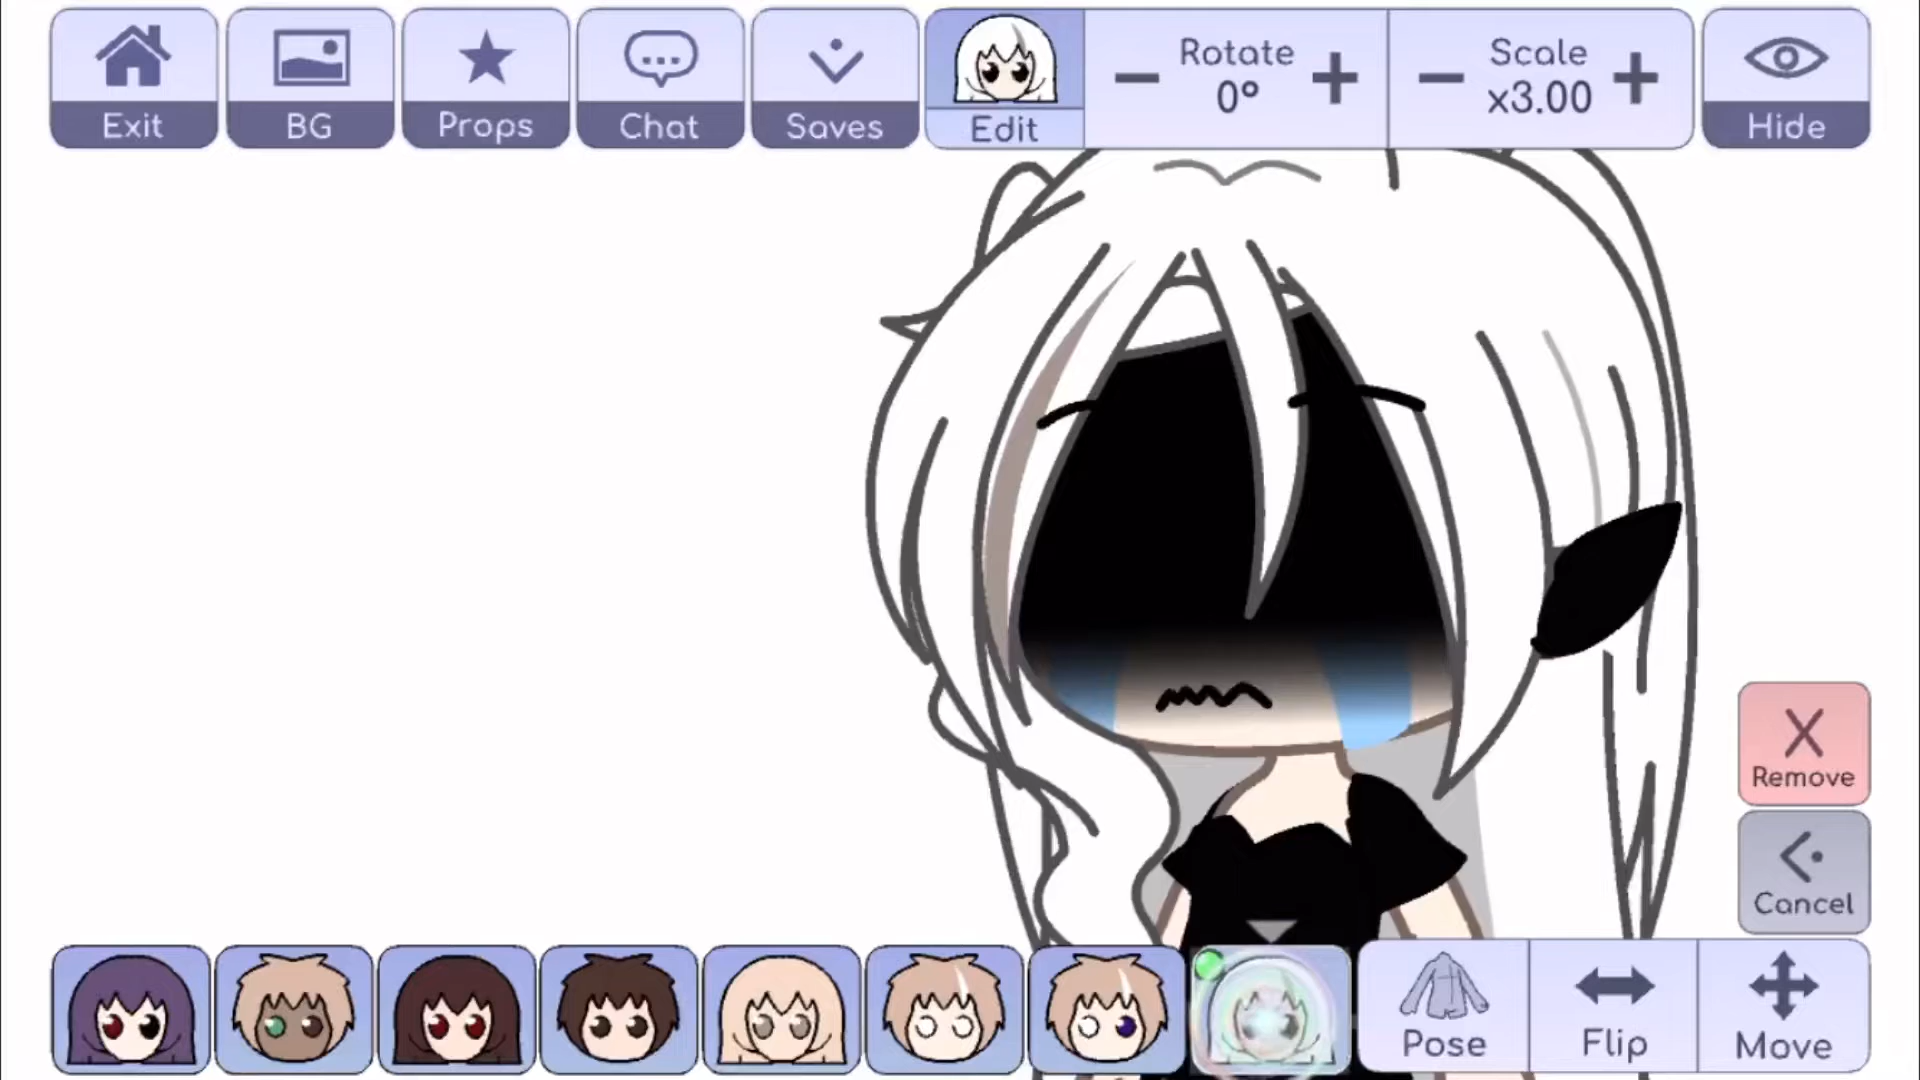 Exit
BG
Props
Chat
Saves
Edit
Rotate
0°
Scale
x3.00
Hide
Remove
Cancel
Pose
Flip
Move